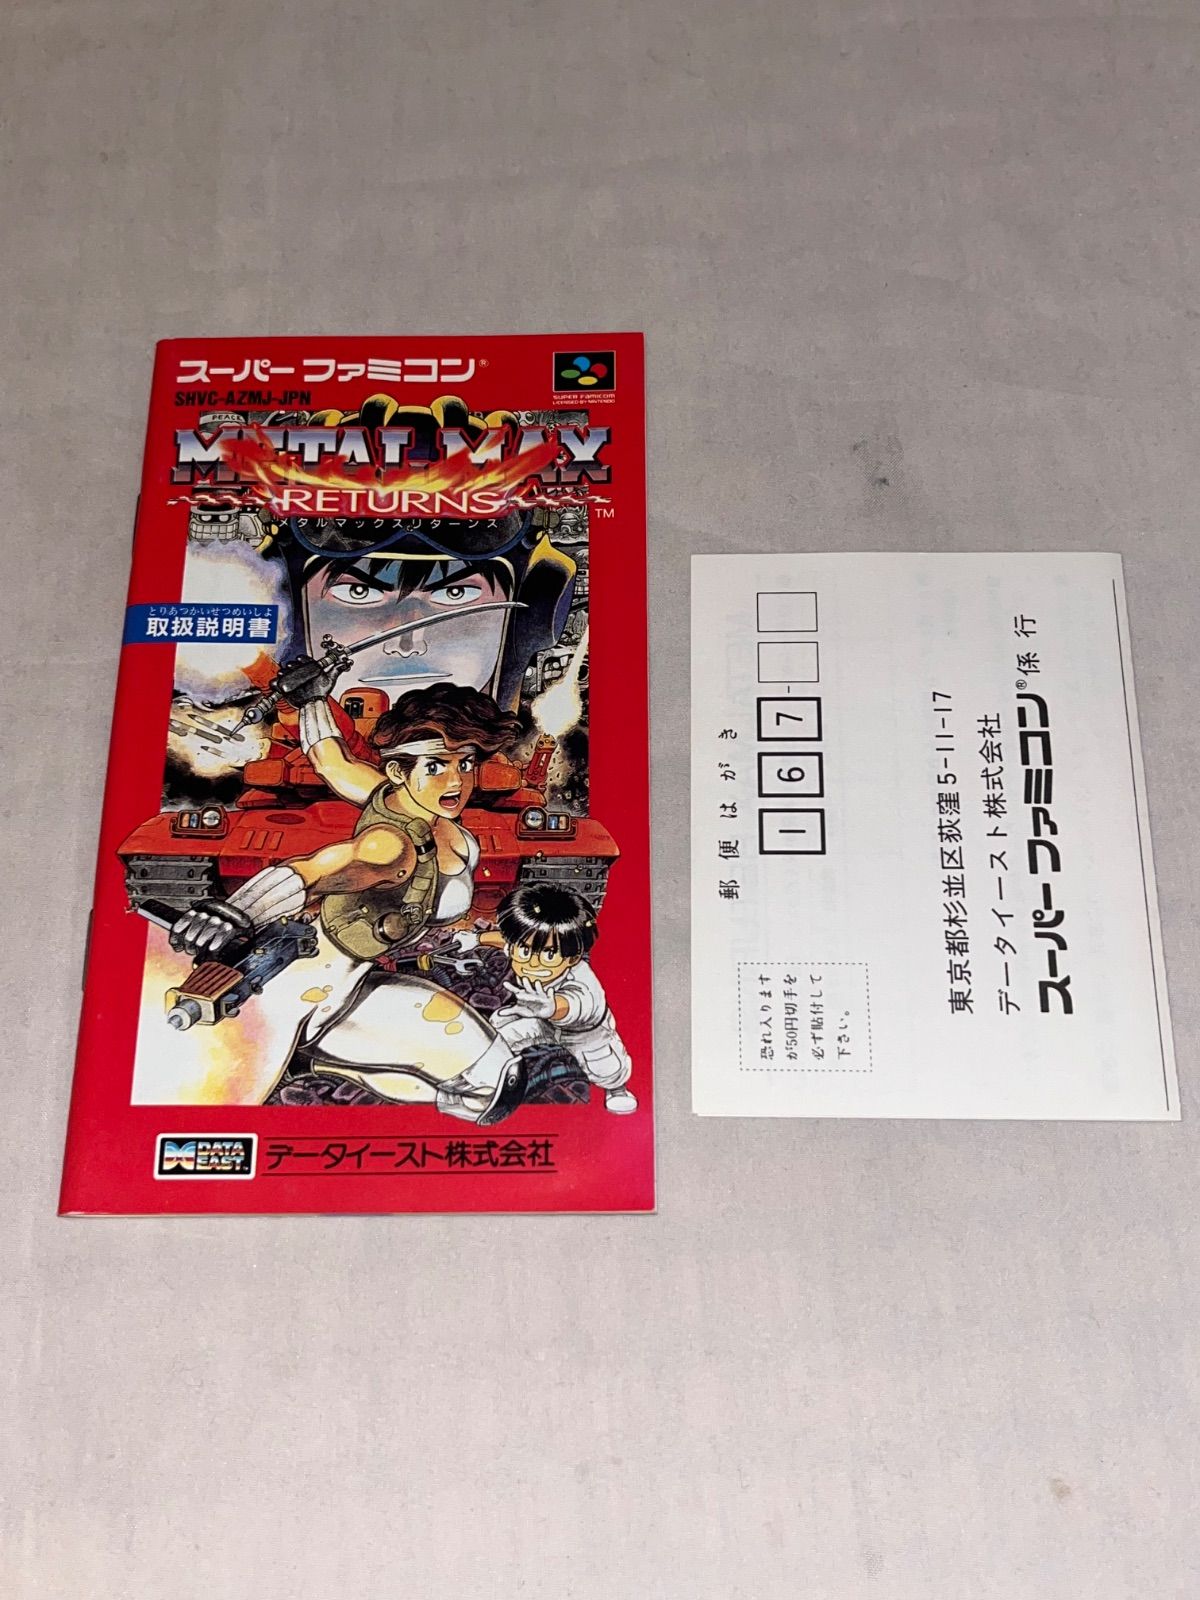 スーパーファミコン®
SHVC-AZMJ-JPN
SUPER FAMICOM
LICENSED BY NINTENDO
PEACE
METAL MAX
RETURNS
TM
メタルマックスリターンズ
とりあつかいせつめいしょ
取扱説明書
DATA EAST
データイースト株式会社
郵便はがき
167-
東京都杉並区荻窪5-11-17
データイースト株式会社
スーパーファミコン®係 行
恐れ入ります
が50円切手を
必ず貼付して
下さい。